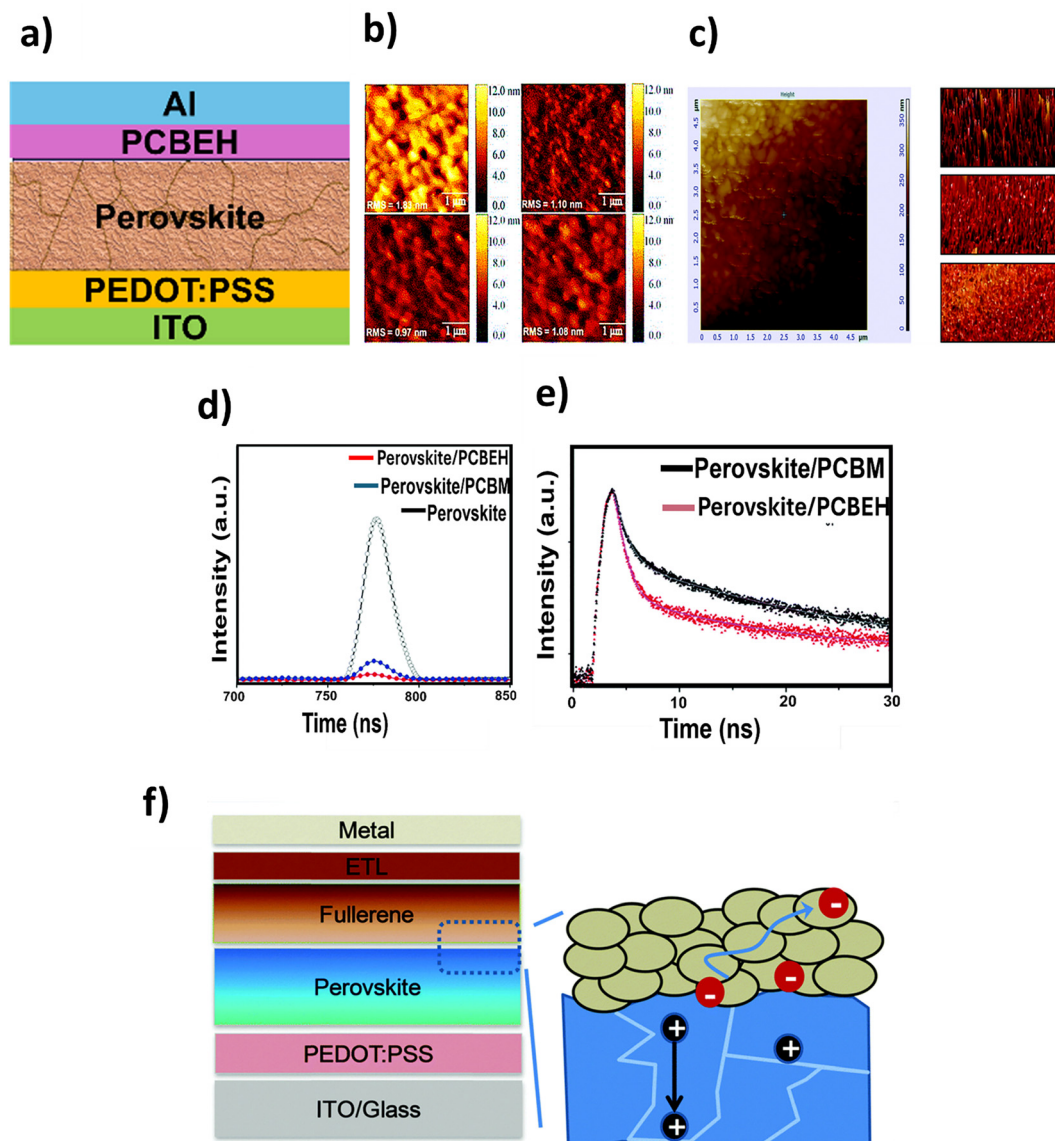 a)
Al
PCBEH
Perovskite
PEDOT:PSS
ITO
b)
12.0 nm
10.0
8.0
6.0
4.0
2.0
0.0
RMS = 1.83 nm
1 µm
12.0 nm
10.0
8.0
6.0
4.0
2.0
0.0
RMS = 1.10 nm
1 µm
12.0 nm
10.0
8.0
6.0
4.0
2.0
0.0
RMS = 0.97 nm
1 µm
12.0 nm
10.0
8.0
6.0
4.0
2.0
0.0
RMS = 1.08 nm
1 µm
c)
Height
µm
4.5
4.0
3.5
3.0
2.5
2.0
1.5
1.0
0.5
0 0.5 1.0 1.5 2.0 2.5 3.0 3.5 4.0 4.5 µm
nm
350
300
250
200
150
100
50
0
d)
Perovskite/PCBEH
Perovskite/PCBM
Perovskite
Intensity (a.u.)
700 750 800 850
Time (ns)
e)
Perovskite/PCBM
Perovskite/PCBEH
Intensity (a.u.)
0 10 20 30
Time (ns)
f)
Metal
ETL
Fullerene
Perovskite
PEDOT:PSS
ITO/Glass
-
-
-
+
+
+